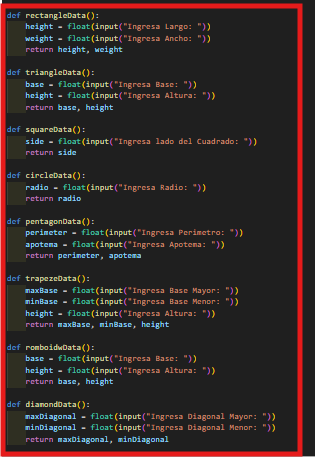 def rectangleData():
    height = float(input("Ingresa Largo: "))
    weight = float(input("Ingresa Ancho: "))
    return height, weight
def triangleData():
    base = float(input("Ingresa Base: "))
    height = float(input("Ingresa Altura: "))
    return base, height
def squareData():
    side = float(input("Ingresa lado del Cuadrado: "))
    return side
def circleData():
    radio = float(input("Ingresa Radio: "))
    return radio
def pentagonData():
    perimeter = float(input("Ingresa Perimetro: "))
    apotema = float(input("Ingresa Apotema: "))
    return perimeter, apotema
def trapezeData():
    maxBase = float(input("Ingresa Base Mayor: "))
    minBase = float(input("Ingresa Base Menor: "))
    height = float(input("Ingresa Altura: "))
    return maxBase, minBase, height
def romboidwData():
    base = float(input("Ingresa Base: "))
    height = float(input("Ingresa Altura: "))
    return base, height
def diamondData():
    maxDiagonal = float(input("Ingresa Diagonal Mayor: "))
    minDiagonal = float(input("Ingresa Diagonal Menor: "))
    return maxDiagonal, minDiagonal